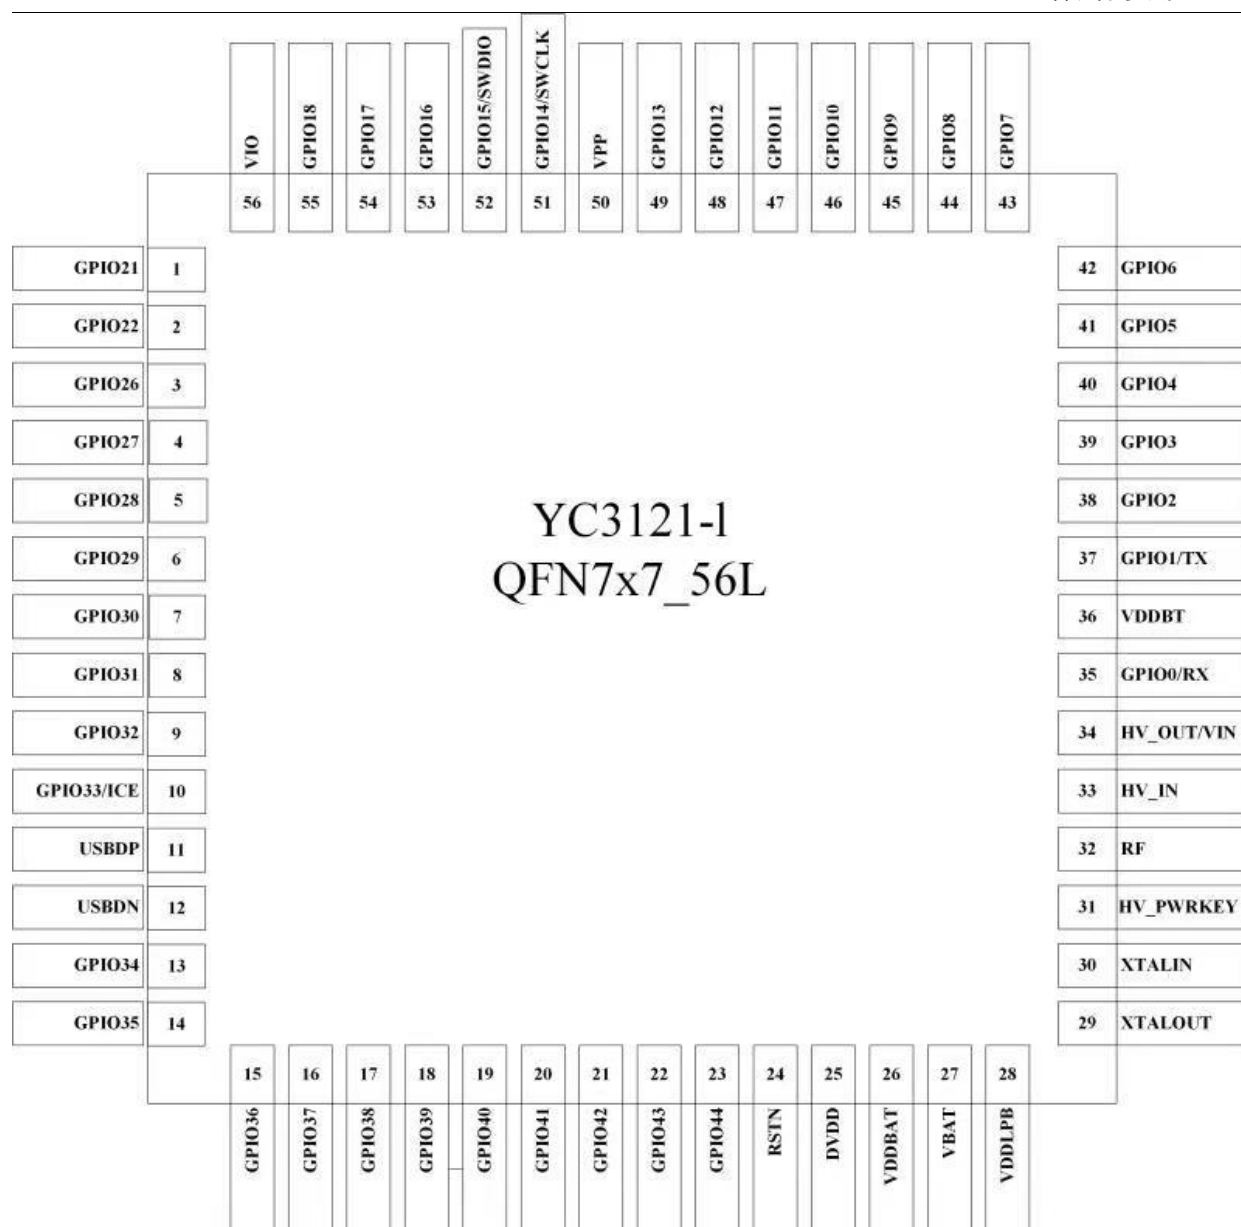 VIO
GPIO18
GPIO17
GPIO16
GPIO15/SWDIO
GPIO14/SWCLK
VPP
GPIO13
GPIO12
GPIO11
GPIO10
GPIO9
GPIO8
GPIO7
56 55 54 53 52 51 50 49 48 47 46 45 44 43
GPIO21 1
GPIO22 2
GPIO26 3
GPIO27 4
GPIO28 5
GPIO29 6
GPIO30 7
GPIO31 8
GPIO32 9
GPIO33/ICE 10
USBDP 11
USBDN 12
GPIO34 13
GPIO35 14
YC3121-l
QFN7x7_56L
42 GPIO6
41 GPIO5
40 GPIO4
39 GPIO3
38 GPIO2
37 GPIO1/TX
36 VDDBT
35 GPIO0/RX
34 HV_OUT/VIN
33 HV_IN
32 RF
31 HV_PWRKEY
30 XTALIN
29 XTALOUT
15 16 17 18 19 20 21 22 23 24 25 26 27 28
GPIO36
GPIO37
GPIO38
GPIO39
GPIO40
GPIO41
GPIO42
GPIO43
GPIO44
RSTN
DVDD
VDDBAT
VBAT
VDDLPB